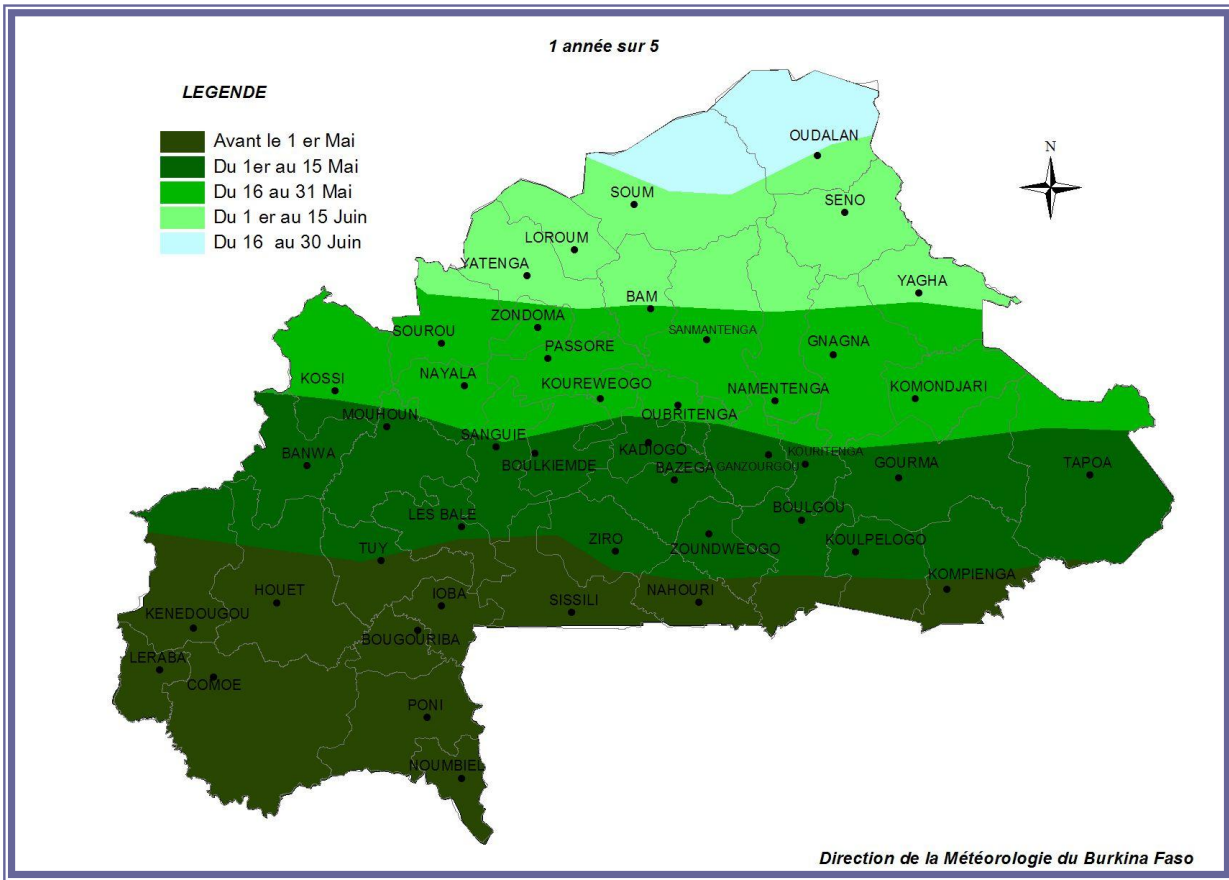 1 année sur 5
LEGENDE
Avant le 1 er Mai
Du 1er au 15 Mai
Du 16 au 31 Mai
Du 1 er au 15 Juin
Du 16 au 30 Juin
N
OUDALAN
SOUM
SENO
LOROUM
YATENGA
YAGHA
BAM
ZONDOMA
SOUROU
SANMANTENGA
PASSORE
GNAGNA
KOSSI
NAYALA
KOUREWEOGO
NAMENTENGA
KOMONDJARI
MOUHOUN
OUBRITENGA
SANGUIE
KADIOGO
BANWA
BOULKIEMDE
BAZEGA
GANZOURGOU
KOURITENGA
GOURMA
TAPOA
LES BALE
BOULGOU
TUY
ZIRO
ZOUNDWEOGO
KOULPELOGO
HOUET
IOBA
SISSILI
NAHOURI
KOMPIENGA
KENEDOUGOU
BOUGOURIBA
LERABA
COMOE
PONI
NOUMBIEL
Direction de la Météorologie du Burkina Faso